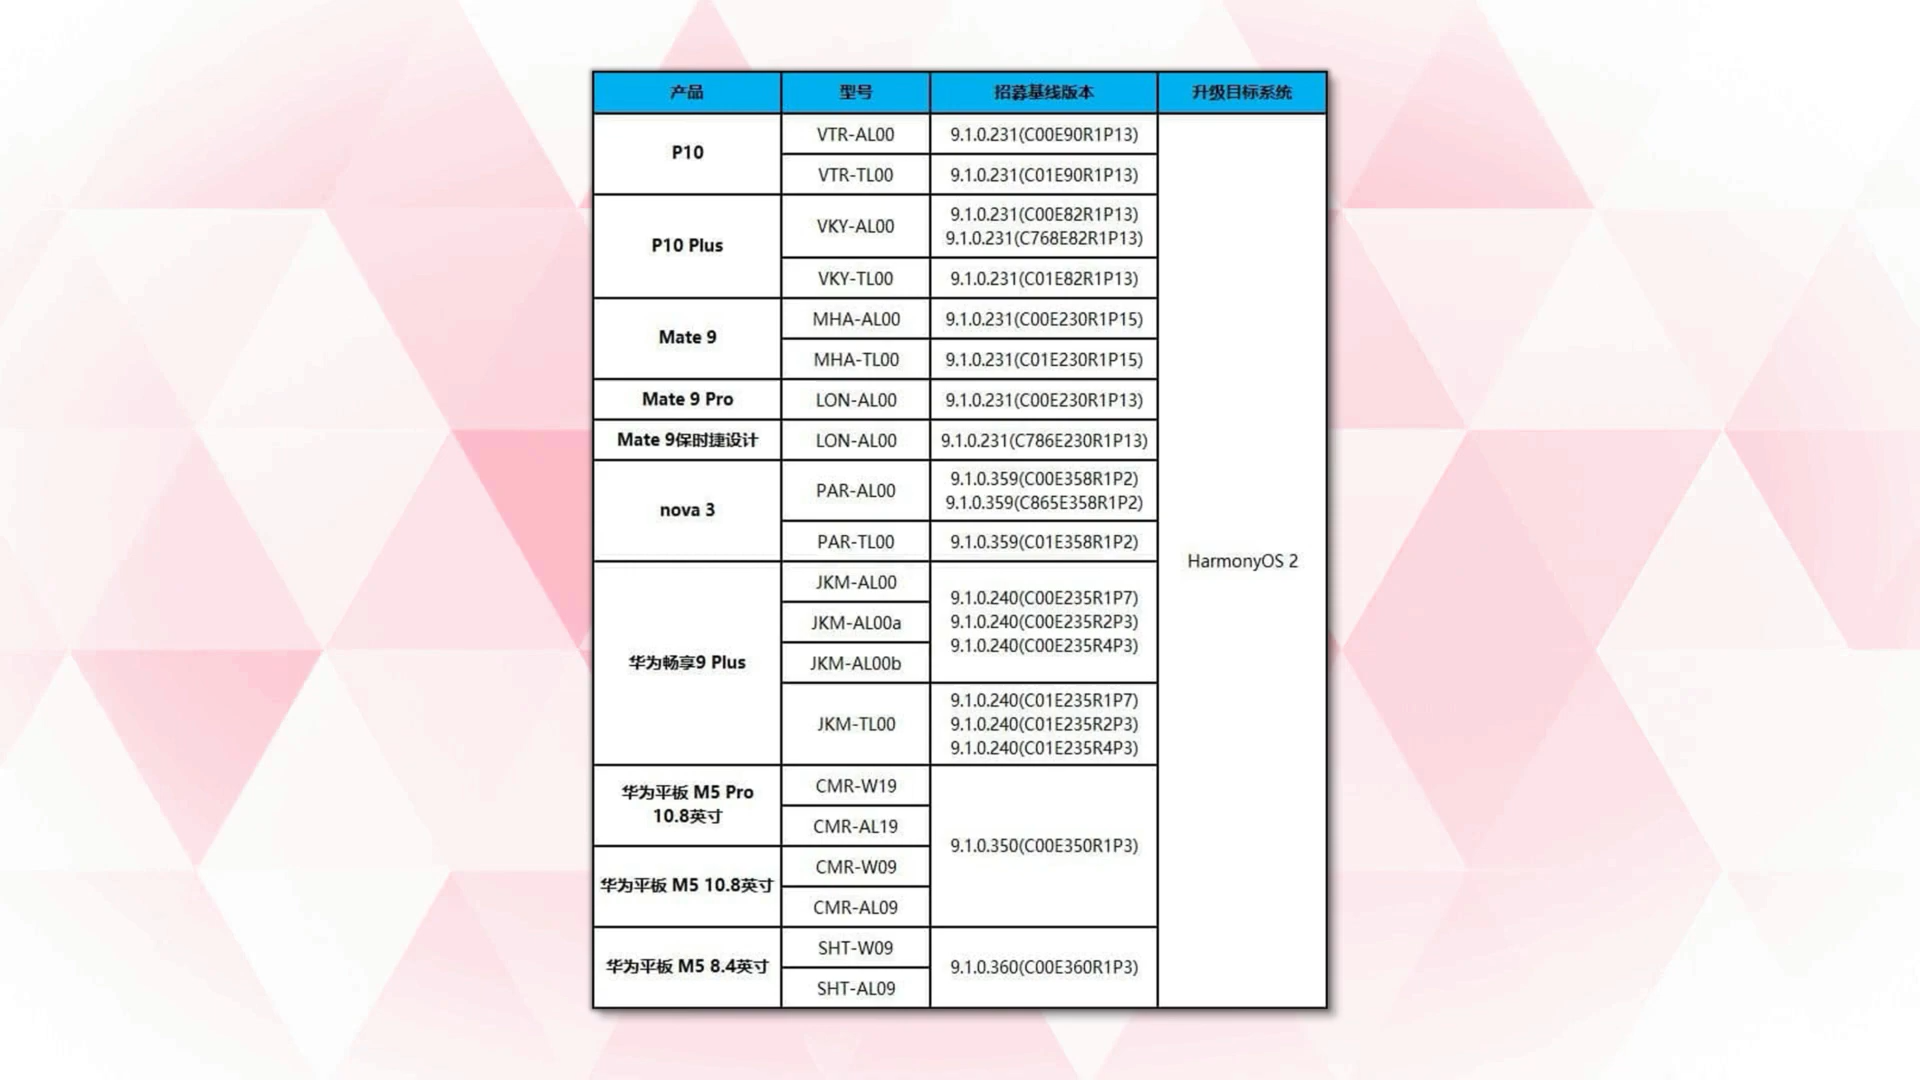 产品 型号 招募基线版本 升级目标系统
P10 VTR-AL00 9.1.0.231(C00E90R1P13)
VTR-TL00 9.1.0.231(C01E90R1P13)
P10 Plus VKY-AL00 9.1.0.231(C00E82R1P13)
9.1.0.231(C768E82R1P13)
VKY-TL00 9.1.0.231(C01E82R1P13)
Mate 9 MHA-AL00 9.1.0.231(C00E230R1P15)
MHA-TL00 9.1.0.231(C01E230R1P15)
Mate 9 Pro LON-AL00 9.1.0.231(C00E230R1P13)
Mate 9保时捷设计 LON-AL00 9.1.0.231(C786E230R1P13)
nova 3 PAR-AL00 9.1.0.359(C00E358R1P2)
9.1.0.359(C865E358R1P2)
PAR-TL00 9.1.0.359(C01E358R1P2)
HarmonyOS 2
华为畅享9 Plus JKM-AL00 9.1.0.240(C00E235R1P7)
JKM-AL00a 9.1.0.240(C00E235R2P3)
JKM-AL00b 9.1.0.240(C00E235R4P3)
JKM-TL00 9.1.0.240(C01E235R1P7)
9.1.0.240(C01E235R2P3)
9.1.0.240(C01E235R4P3)
华为平板 M5 Pro CMR-W19
10.8英寸 CMR-AL19
9.1.0.350(C00E350R1P3)
华为平板 M5 10.8英寸 CMR-W09
CMR-AL09
华为平板 M5 8.4英寸 SHT-W09 9.1.0.360(C00E360R1P3)
SHT-AL09